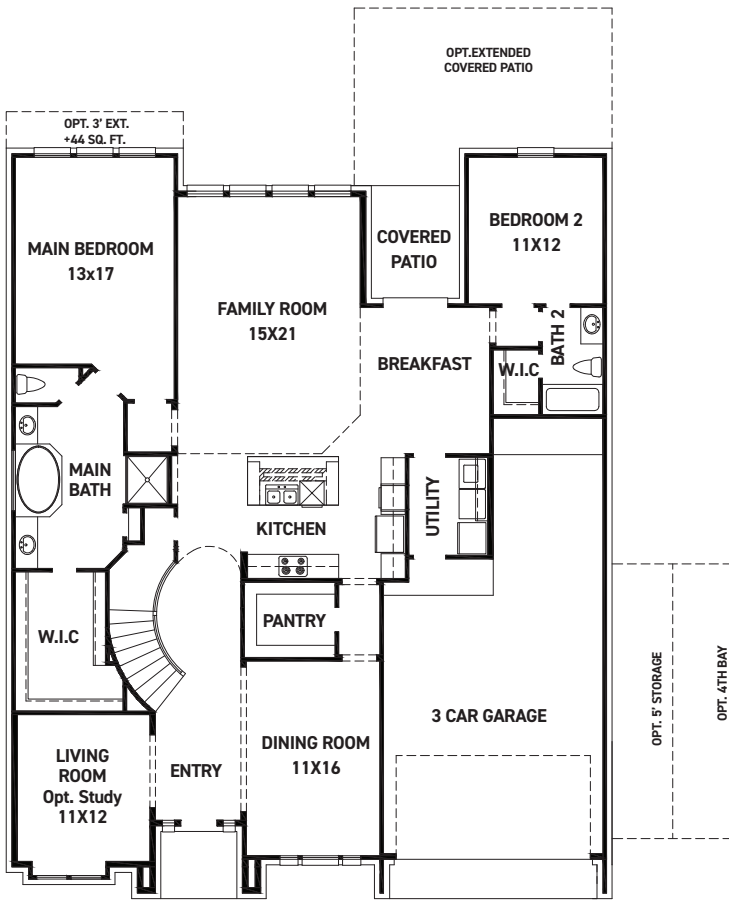 OPT.EXTENDED
COVERED PATIO
OPT. 3' EXT.
+44 SQ. FT.
MAIN BEDROOM
13x17
FAMILY ROOM
15X21
COVERED
PATIO
BEDROOM 2
11X12
BREAKFAST
BATH 2
W.I.C
MAIN
BATH
KITCHEN
UTILITY
W.I.C
PANTRY
3 CAR GARAGE
OPT. 5' STORAGE
OPT. 4TH BAY
LIVING
ROOM
Opt. Study
11X12
ENTRY
DINING ROOM
11X16